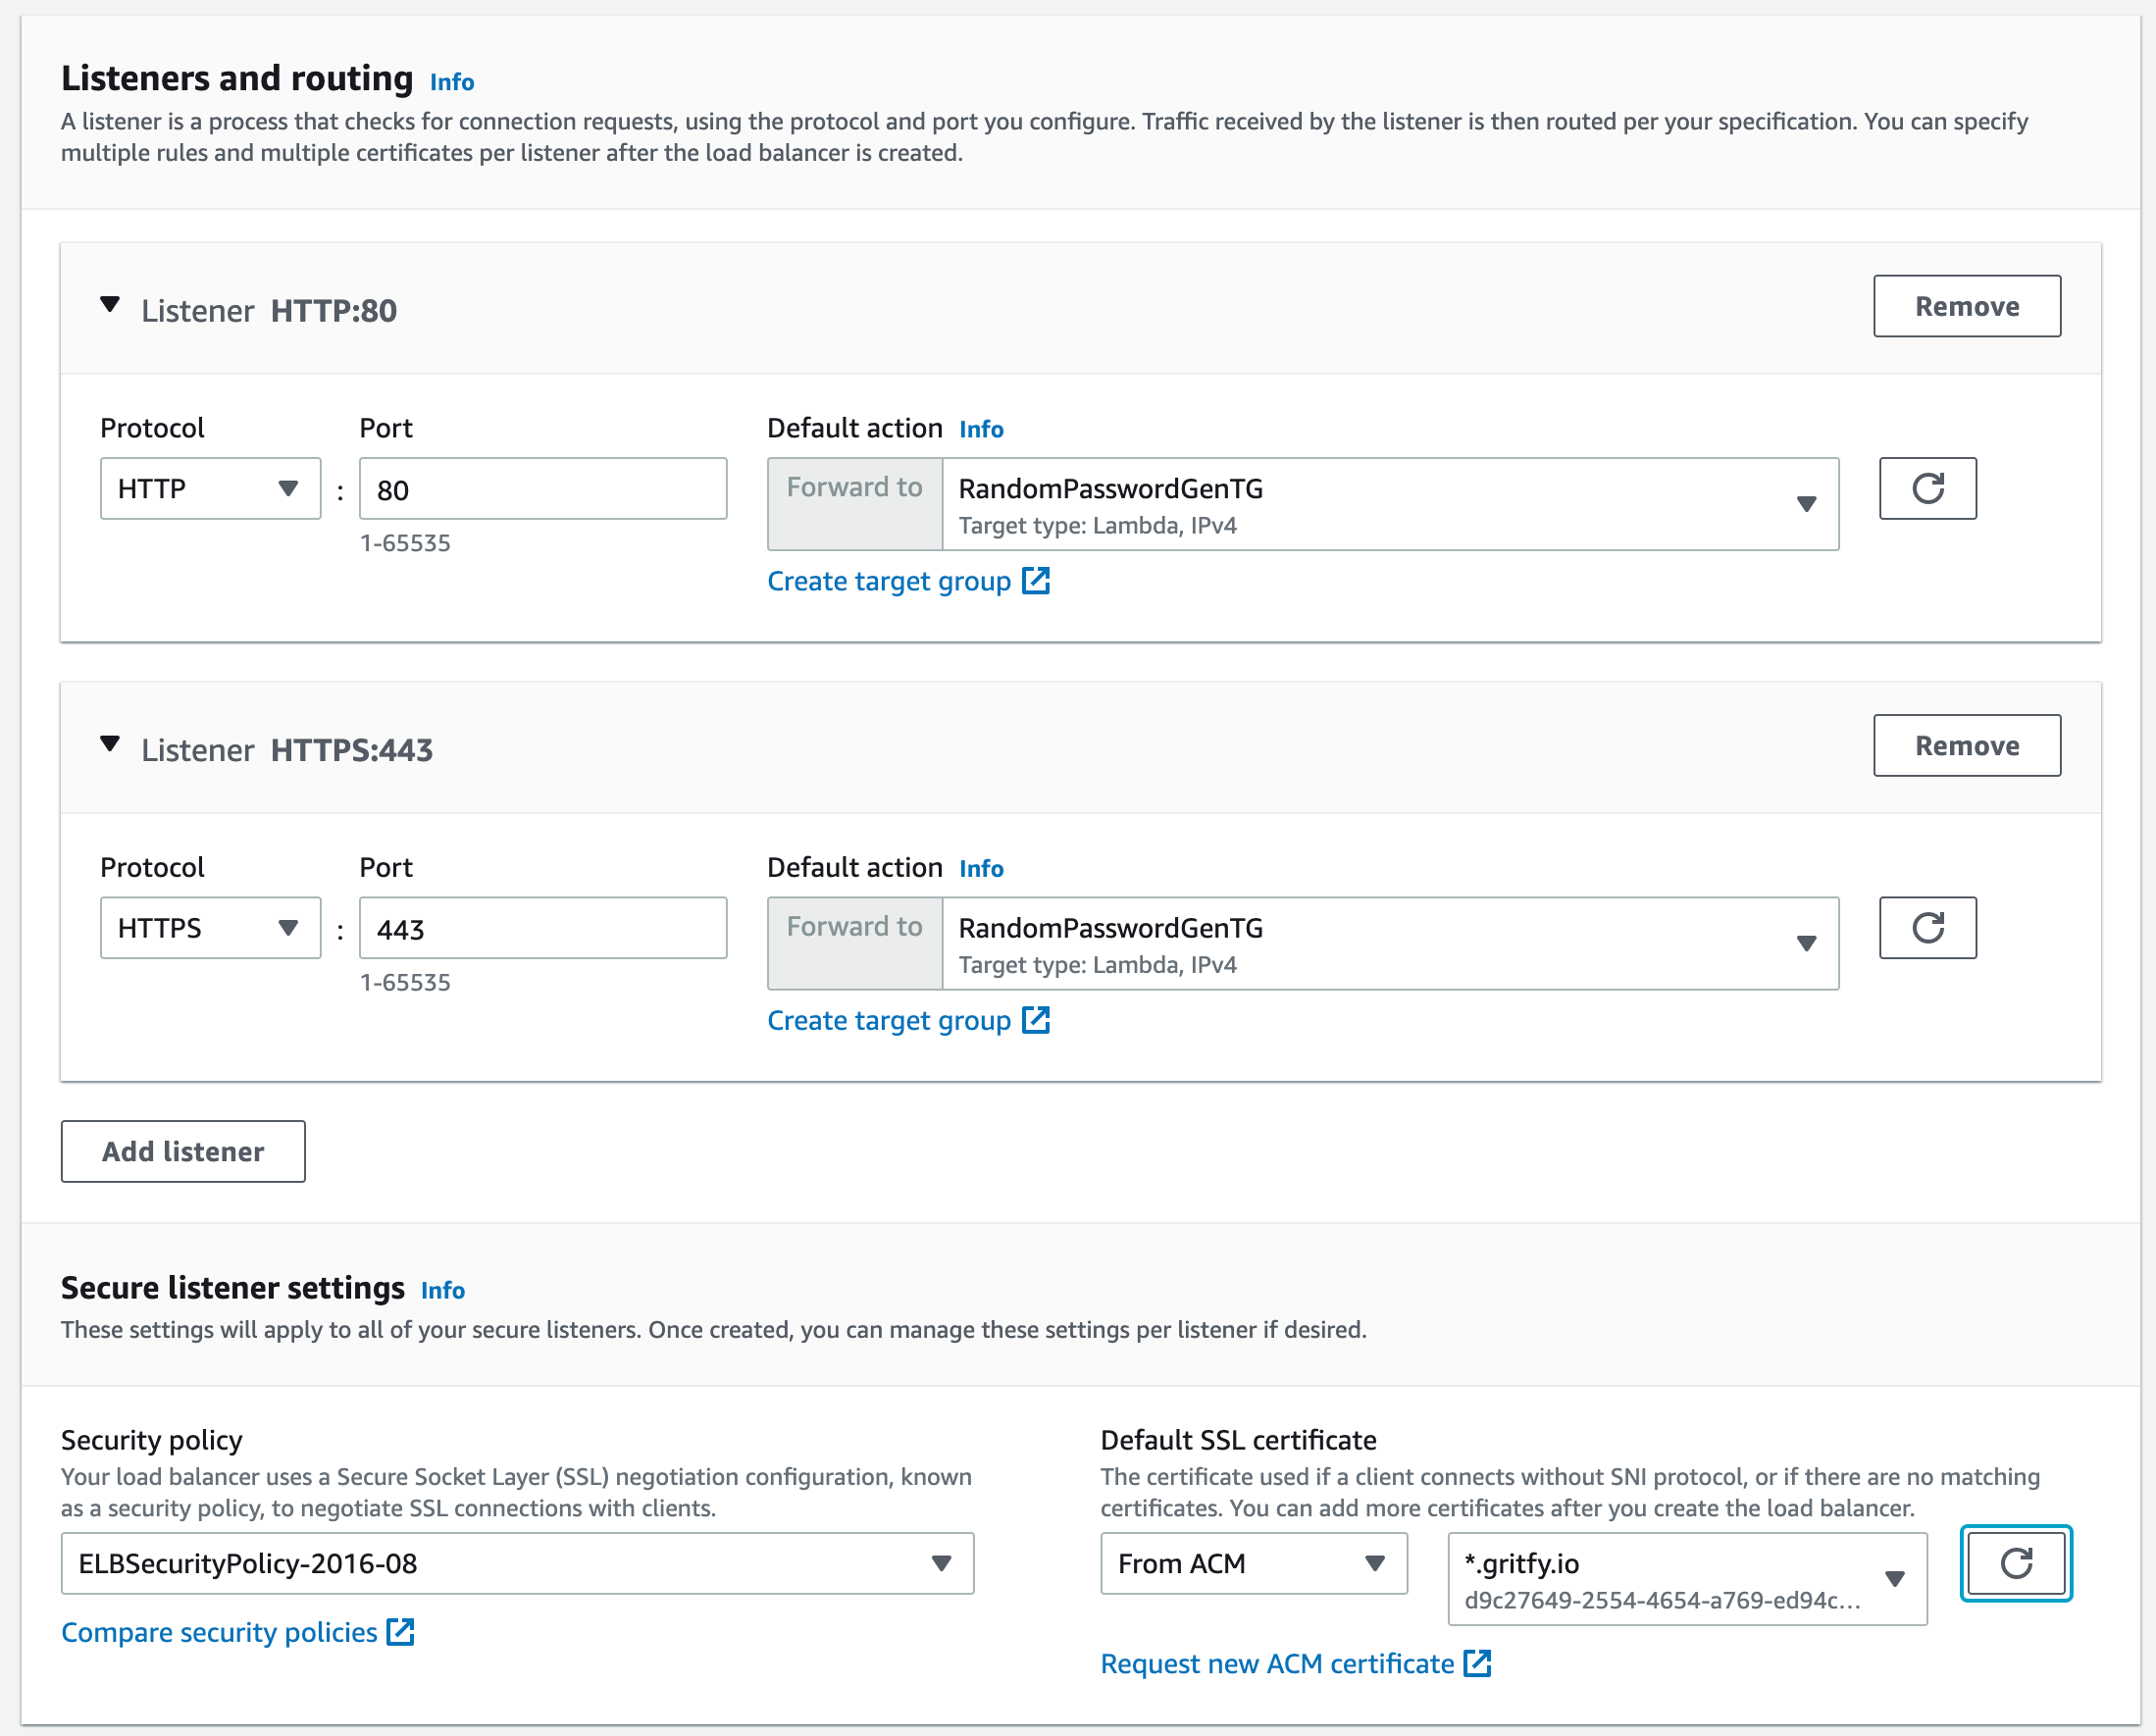 Listeners and routing Info
A listener is a process that checks for connection requests, using the protocol and port you configure. Traffic received by the listener is then routed per your specification. You can specify
multiple rules and multiple certificates per listener after the load balancer is created.
Listener HTTP:80
Remove
Protocol
Port
Default action Info
HTTP
:
80
1-65535
Forward to
RandomPasswordGenTG
Target type: Lambda, IPv4
Create target group
Listener HTTPS:443
Remove
Protocol
Port
Default action Info
HTTPS
:
443
1-65535
Forward to
RandomPasswordGenTG
Target type: Lambda, IPv4
Create target group
Add listener
Secure listener settings Info
These settings will apply to all of your secure listeners. Once created, you can manage these settings per listener if desired.
Security policy
Your load balancer uses a Secure Socket Layer (SSL) negotiation configuration, known
as a security policy, to negotiate SSL connections with clients.
ELBSecurityPolicy-2016-08
Compare security policies
Default SSL certificate
The certificate used if a client connects without SNI protocol, or if there are no matching
certificates. You can add more certificates after you create the load balancer.
From ACM
*.gritfy.io
d9c27649-2554-4654-a769-ed94c...
Request new ACM certificate